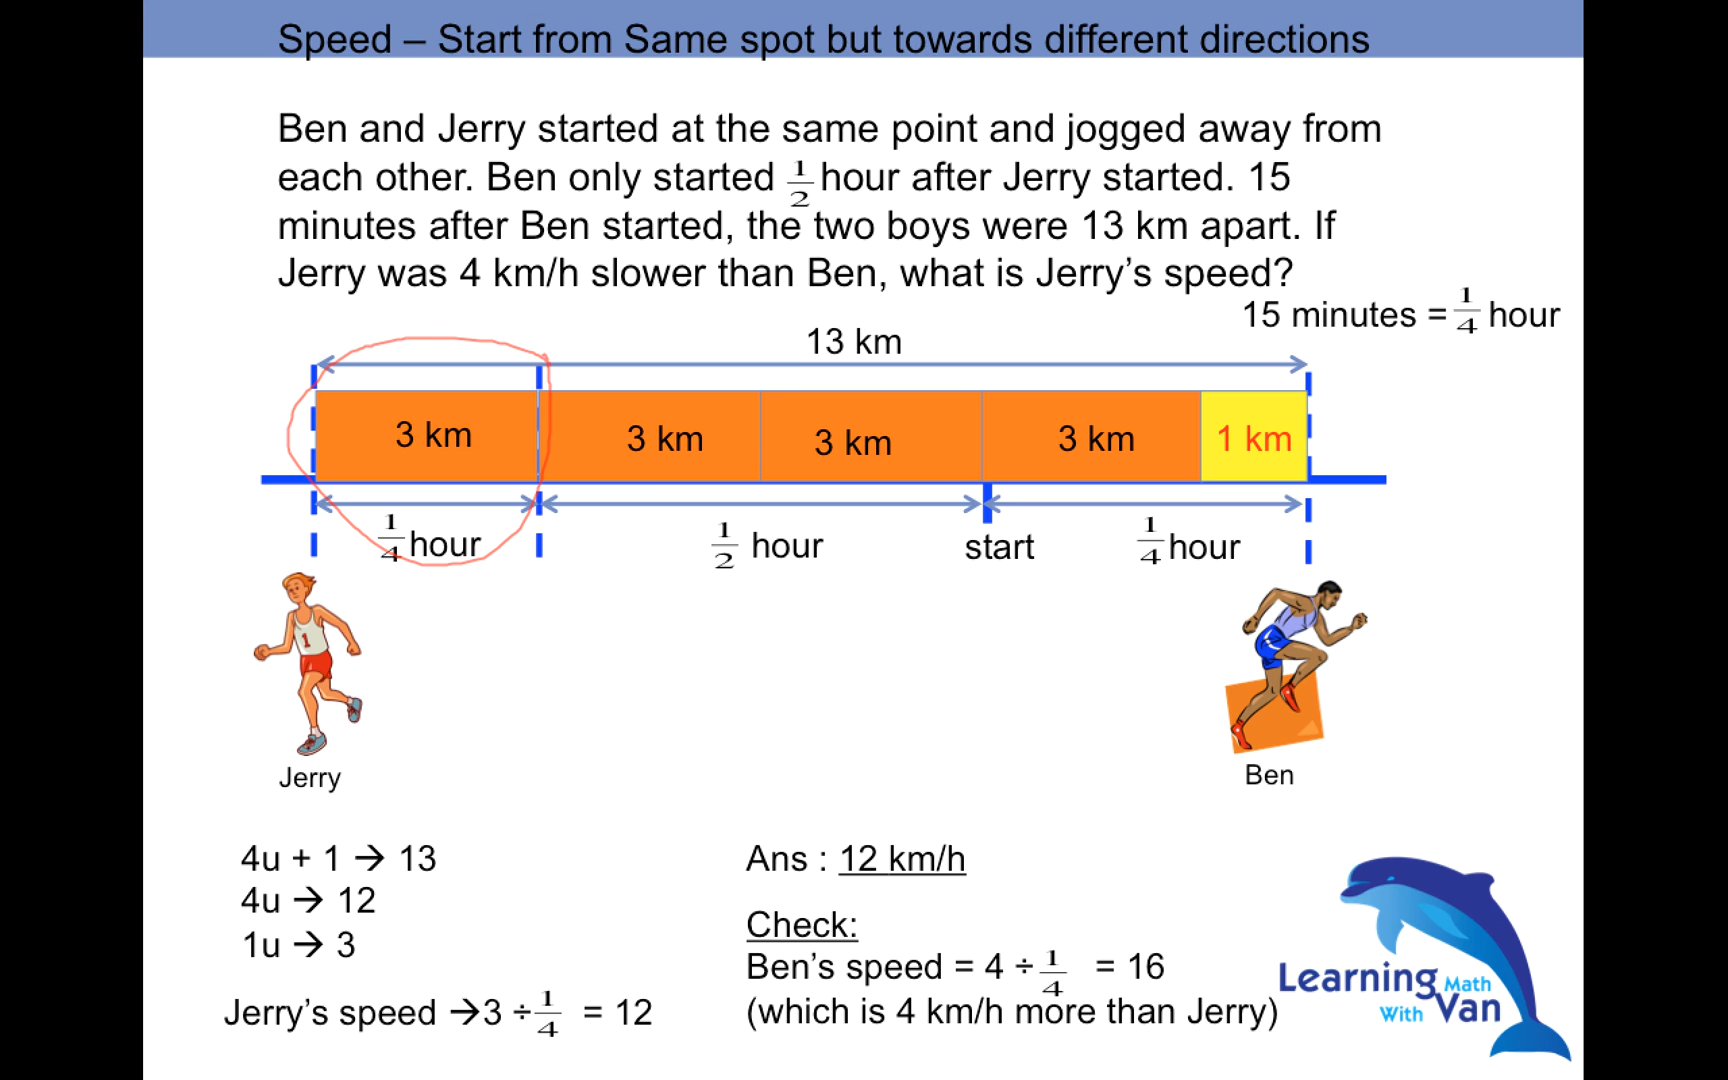 Speed – Start from Same spot but towards different directions
Ben and Jerry started at the same point and jogged away from
each other. Ben only started 1/2 hour after Jerry started. 15
minutes after Ben started, the two boys were 13 km apart. If
Jerry was 4 km/h slower than Ben, what is Jerry’s speed?
15 minutes = 1/4 hour
13 km
3 km 3 km 3 km 3 km 1 km
1/4 hour 1/2 hour start 1/4 hour
1
Jerry Ben
4u + 1 → 13
4u → 12
1u → 3
Jerry’s speed → 3 ÷ 1/4 = 12
Ans : 12 km/h
Check:
Ben’s speed = 4 ÷ 1/4 = 16
(which is 4 km/h more than Jerry)
Learning Math
With Van